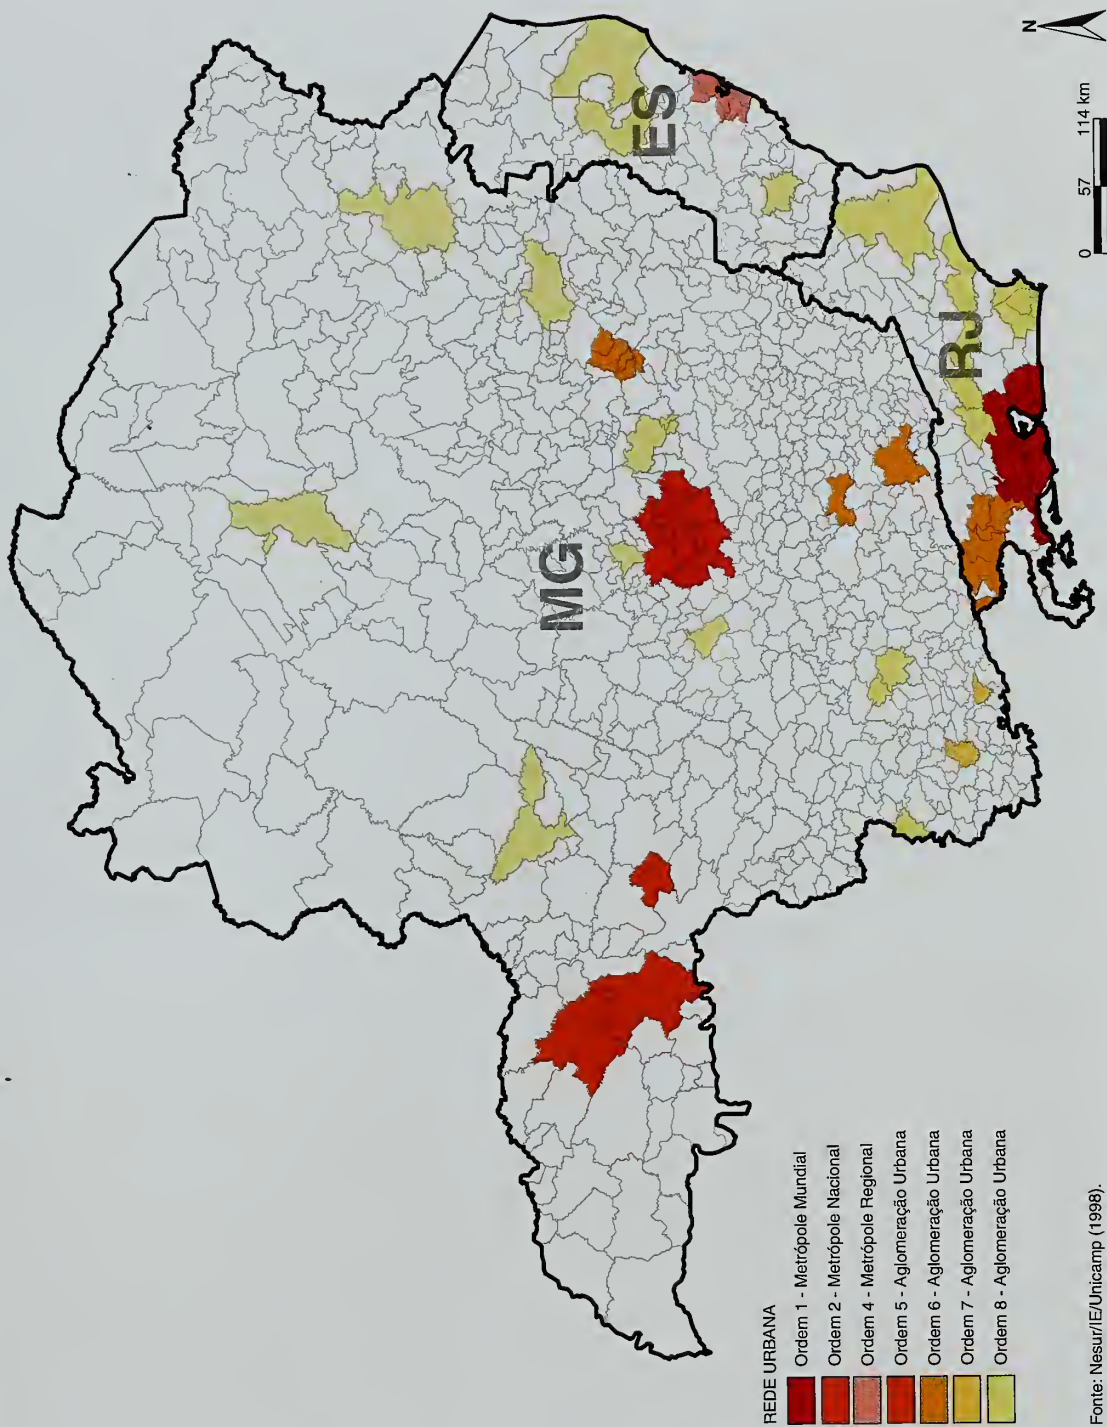 MG
ES
RJ
N
0 57 114 km
REDE URBANA
Ordem 1 - Metrópole Mundial
Ordem 2 - Metrópole Nacional
Ordem 4 - Metrópole Regional
Ordem 5 - Aglomeração Urbana
Ordem 6 - Aglomeração Urbana
Ordem 7 - Aglomeração Urbana
Ordem 8 - Aglomeração Urbana
Fonte: Nesur/IE/Unicamp (1998).